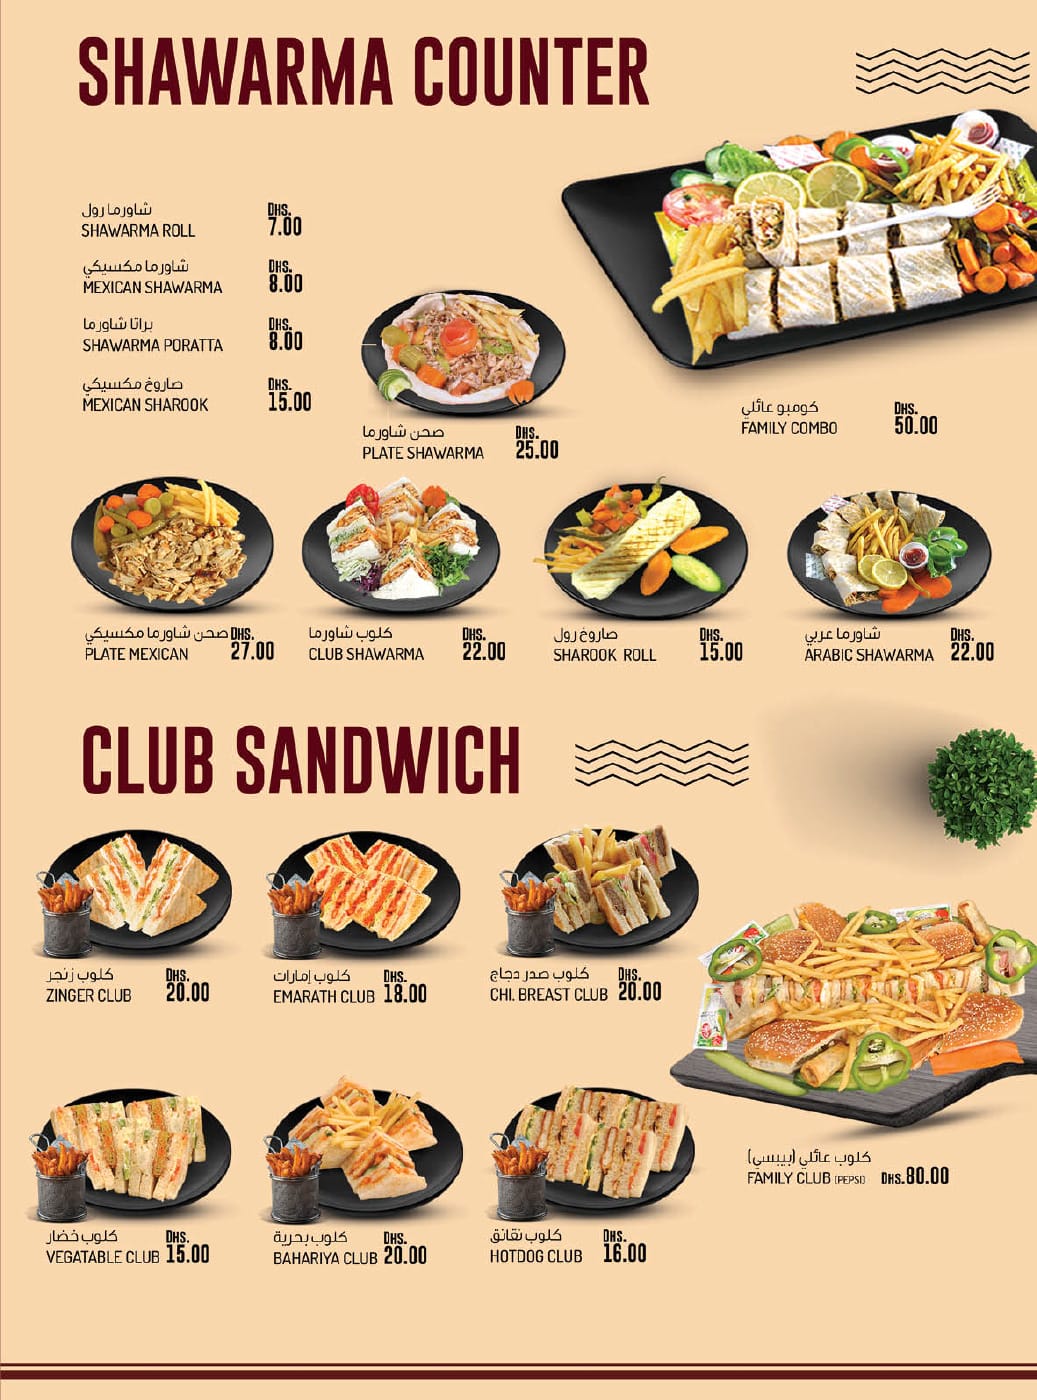 SHAWARMA COUNTER
شاورما رول
DHS.
SHAWARMA ROLL
7.00
شاورما مكسيكي
DHS.
MEXICAN SHAWARMA
8.00
براتا شاورما
DHS.
SHAWARMA PORATTA
8.00
صاروخ مكسيكي
DHS.
MEXICAN SHAROOK
15.00
صحن شاورما
DHS.
PLATE SHAWARMA
25.00
كومبو عائلي
DHS.
FAMILY COMBO
50.00
صحن شاورما مكسيكي
DHS.
PLATE MEXICAN
27.00
كلوب شاورما
DHS.
CLUB SHAWARMA
22.00
صاروخ رول
DHS.
SHAROOK ROLL
15.00
شاورما عربي
DHS.
ARABIC SHAWARMA
22.00
CLUB SANDWICH
كلوب زنجر
DHS.
ZINGER CLUB
20.00
كلوب إمارات
DHS.
EMARATH CLUB
18.00
كلوب صدر دجاج
DHS.
CHI. BREAST CLUB
20.00
كلوب عائلي (بيبسي)
FAMILY CLUB (PEPSI) DHS.80.00
كلوب خضار
DHS.
VEGATABLE CLUB
15.00
كلوب بحرية
DHS.
BAHARIYA CLUB
20.00
كلوب نقانق
DHS.
HOTDOG CLUB
16.00